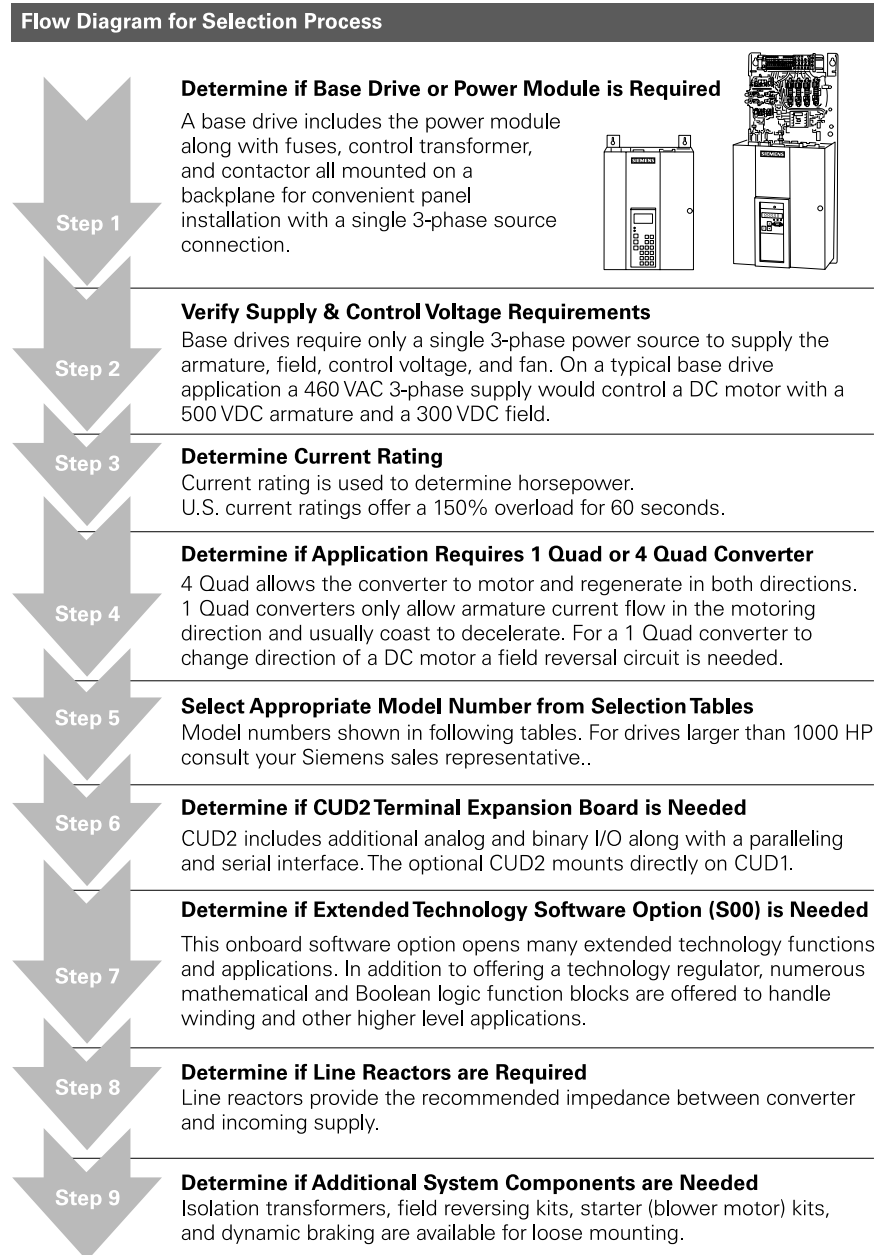 Flow Diagram for Selection Process
Step 1
Determine if Base Drive or Power Module is Required
A base drive includes the power module
along with fuses, control transformer,
and contactor all mounted on a
backplane for convenient panel
installation with a single 3-phase source
connection.
SIEMENS
SIEMENS
Step 2
Verify Supply & Control Voltage Requirements
Base drives require only a single 3-phase power source to supply the
armature, field, control voltage, and fan. On a typical base drive
application a 460 VAC 3-phase supply would control a DC motor with a
500 VDC armature and a 300 VDC field.
Step 3
Determine Current Rating
Current rating is used to determine horsepower.
U.S. current ratings offer a 150% overload for 60 seconds.
Step 4
Determine if Application Requires 1 Quad or 4 Quad Converter
4 Quad allows the converter to motor and regenerate in both directions.
1 Quad converters only allow armature current flow in the motoring
direction and usually coast to decelerate. For a 1 Quad converter to
change direction of a DC motor a field reversal circuit is needed.
Step 5
Select Appropriate Model Number from Selection Tables
Model numbers shown in following tables. For drives larger than 1000 HP
consult your Siemens sales representative..
Step 6
Determine if CUD2 Terminal Expansion Board is Needed
CUD2 includes additional analog and binary I/O along with a paralleling
and serial interface. The optional CUD2 mounts directly on CUD1.
Step 7
Determine if Extended Technology Software Option (S00) is Needed
This onboard software option opens many extended technology functions
and applications. In addition to offering a technology regulator, numerous
mathematical and Boolean logic function blocks are offered to handle
winding and other higher level applications.
Step 8
Determine if Line Reactors are Required
Line reactors provide the recommended impedance between converter
and incoming supply.
Step 9
Determine if Additional System Components are Needed
Isolation transformers, field reversing kits, starter (blower motor) kits,
and dynamic braking are available for loose mounting.